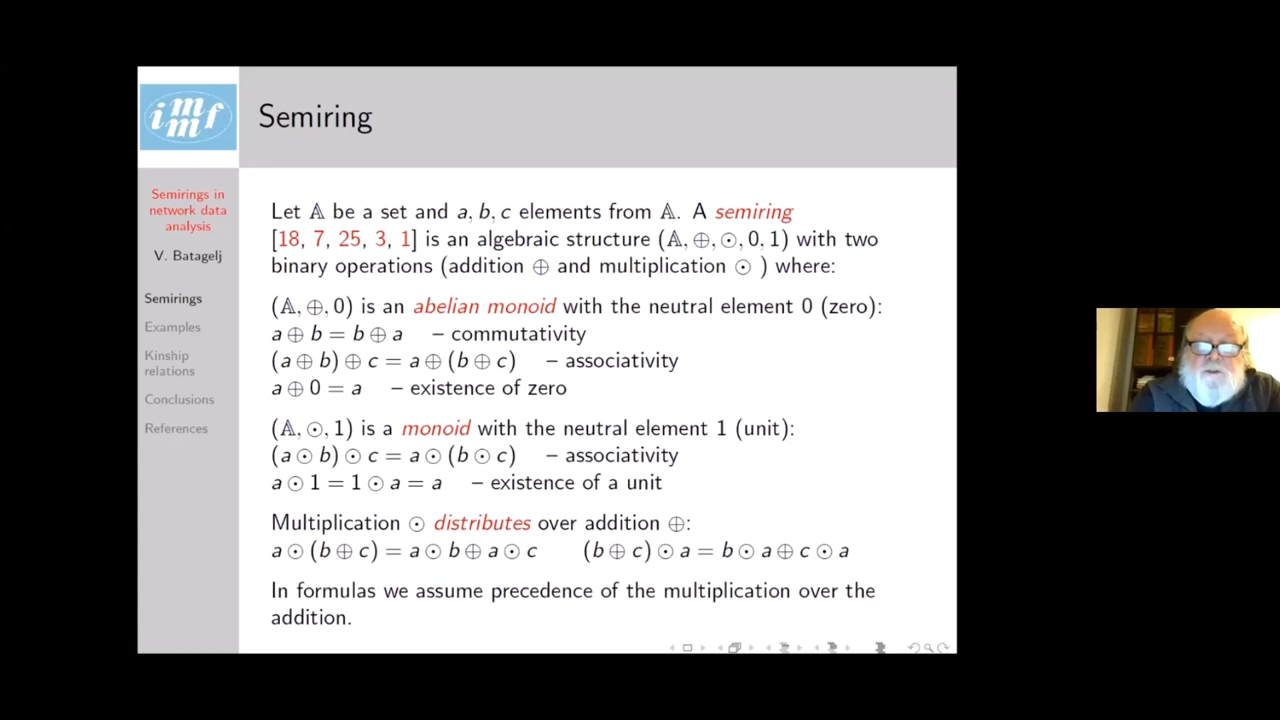 immf
Semiring
Semirings in
network data
analysis
V. Batagelj
Semirings
Examples
Kinship
relations
Conclusions
References
Let 𝔸 be a set and a, b, c elements from 𝔸. A semiring
[18, 7, 25, 3, 1] is an algebraic structure (𝔸, ⊕, ⊙, 0, 1) with two
binary operations (addition ⊕ and multiplication ⊙ ) where:
(𝔸, ⊕, 0) is an abelian monoid with the neutral element 0 (zero):
a ⊕ b = b ⊕ a – commutativity
(a ⊕ b) ⊕ c = a ⊕ (b ⊕ c) – associativity
a ⊕ 0 = a – existence of zero
(𝔸, ⊙, 1) is a monoid with the neutral element 1 (unit):
(a ⊙ b) ⊙ c = a ⊙ (b ⊙ c) – associativity
a ⊙ 1 = 1 ⊙ a = a – existence of a unit
Multiplication ⊙ distributes over addition ⊕:
a ⊙ (b ⊕ c) = a ⊙ b ⊕ a ⊙ c (b ⊕ c) ⊙ a = b ⊙ a ⊕ c ⊙ a
In formulas we assume precedence of the multiplication over the
addition.